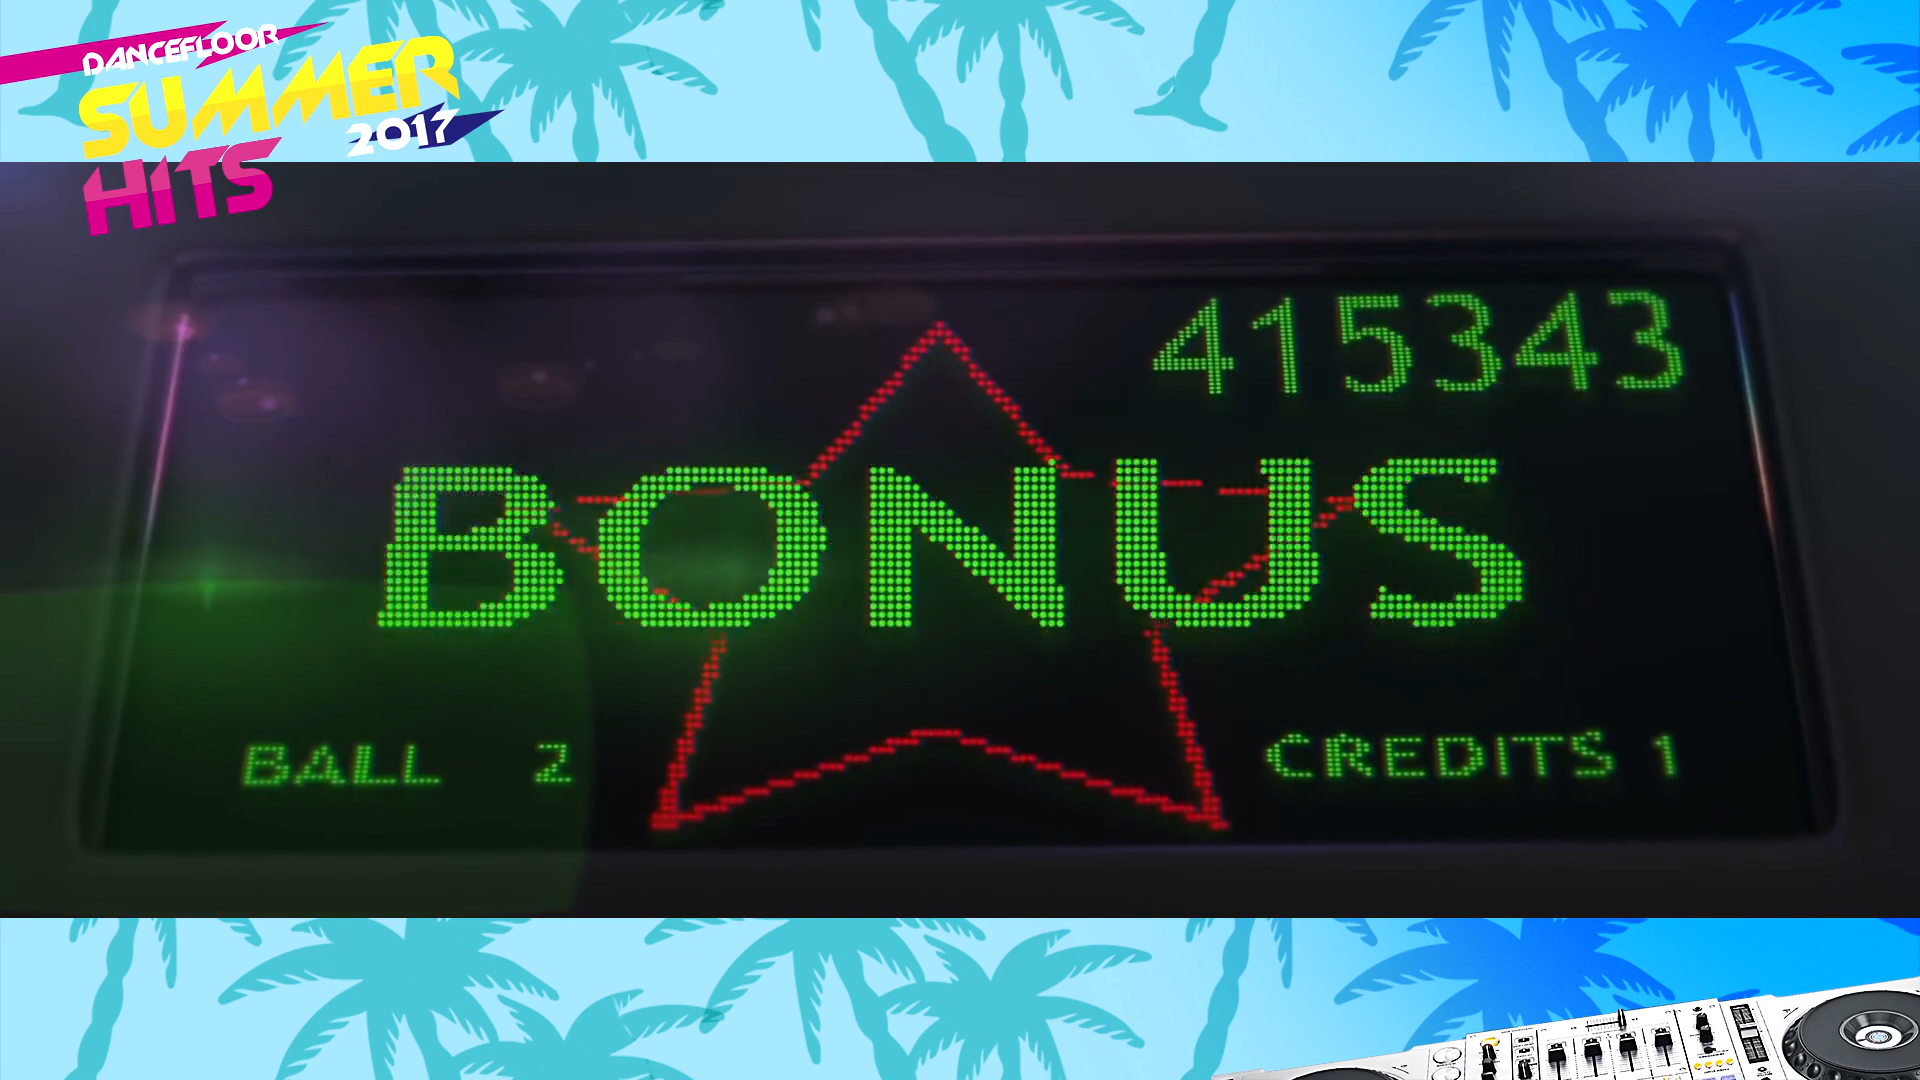 DANCEFLOOR
SUMMER
2017
HITS
415343
BONUS
BALL 2
CREDITS 1